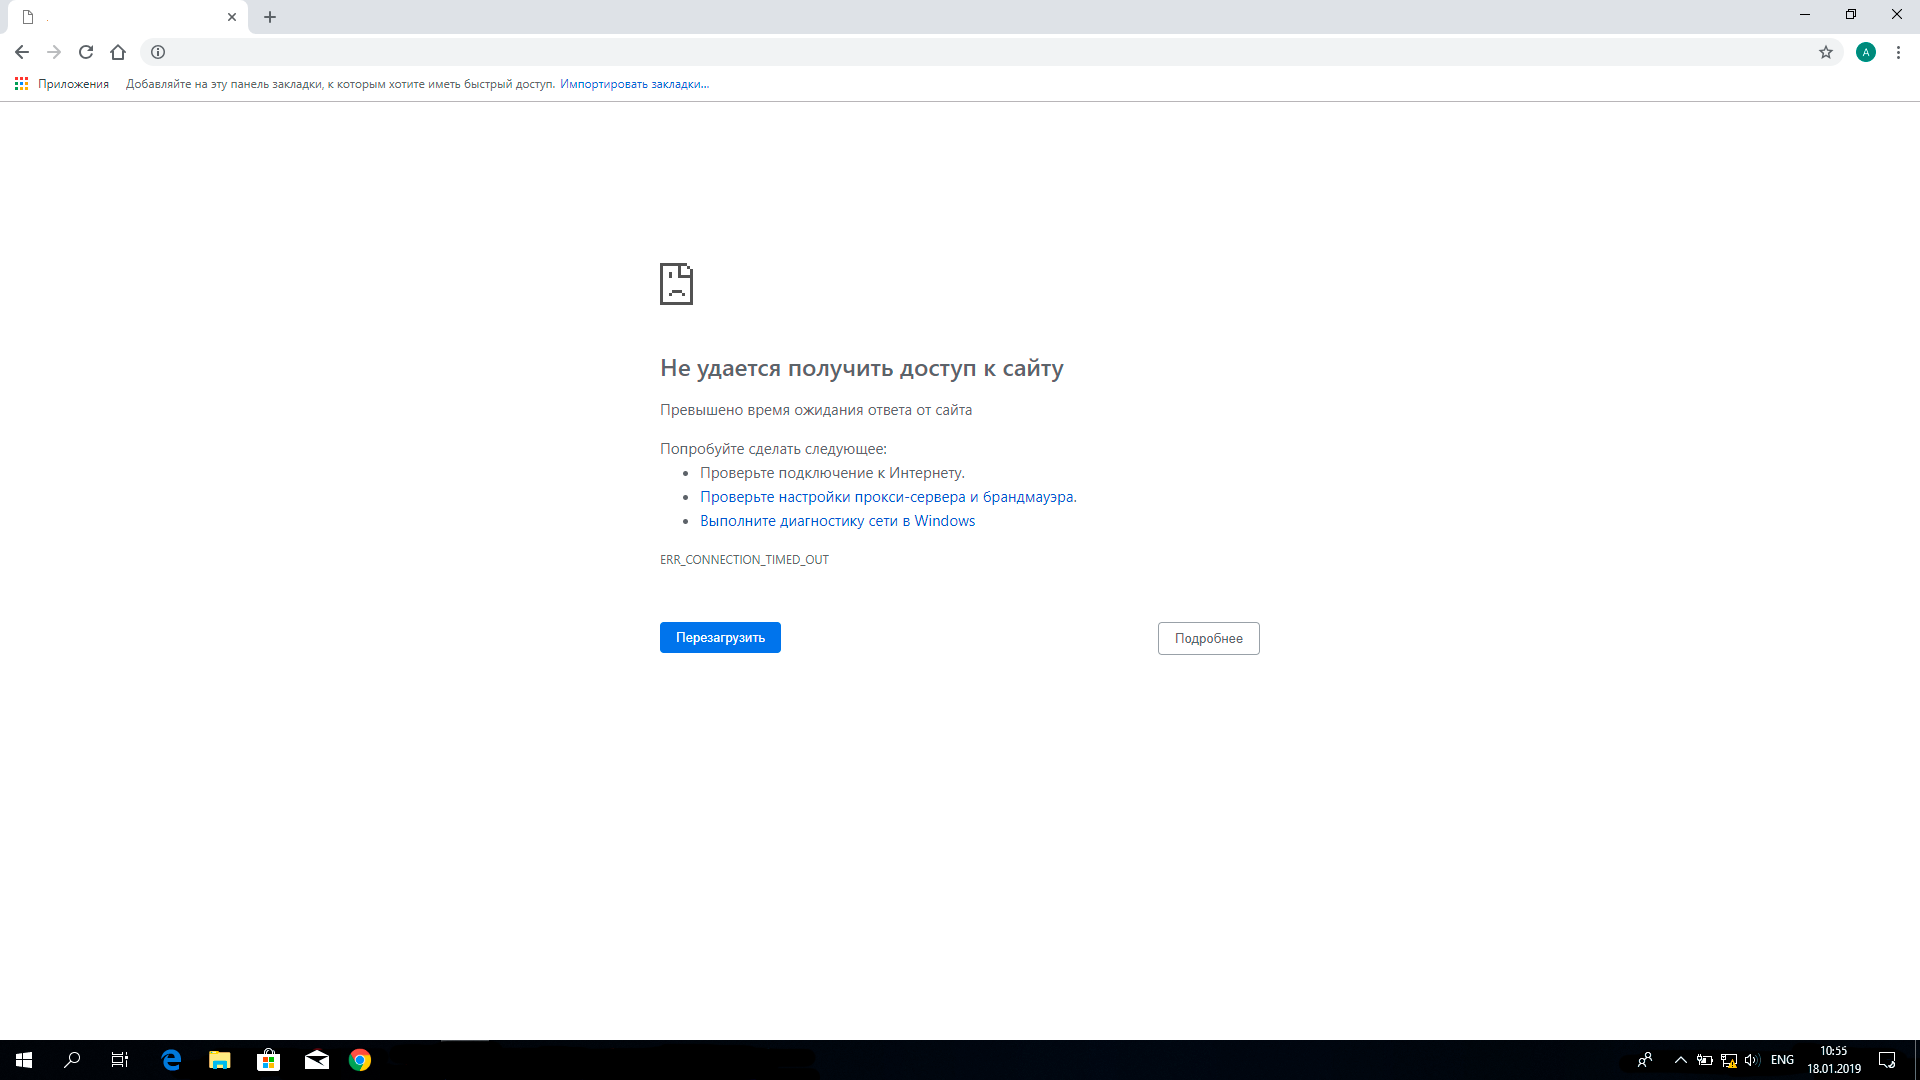 A
Приложения Добавляйте на эту панель закладки, к которым хотите иметь быстрый доступ. Импортировать закладки...
Не удается получить доступ к сайту
Превышено время ожидания ответа от сайта
Попробуйте сделать следующее:
• Проверьте подключение к Интернету.
• Проверьте настройки прокси-сервера и брандмауэра.
• Выполните диагностику сети в Windows
ERR_CONNECTION_TIMED_OUT
Перезагрузить Подробнее
ENG 10:55
18.01.2019